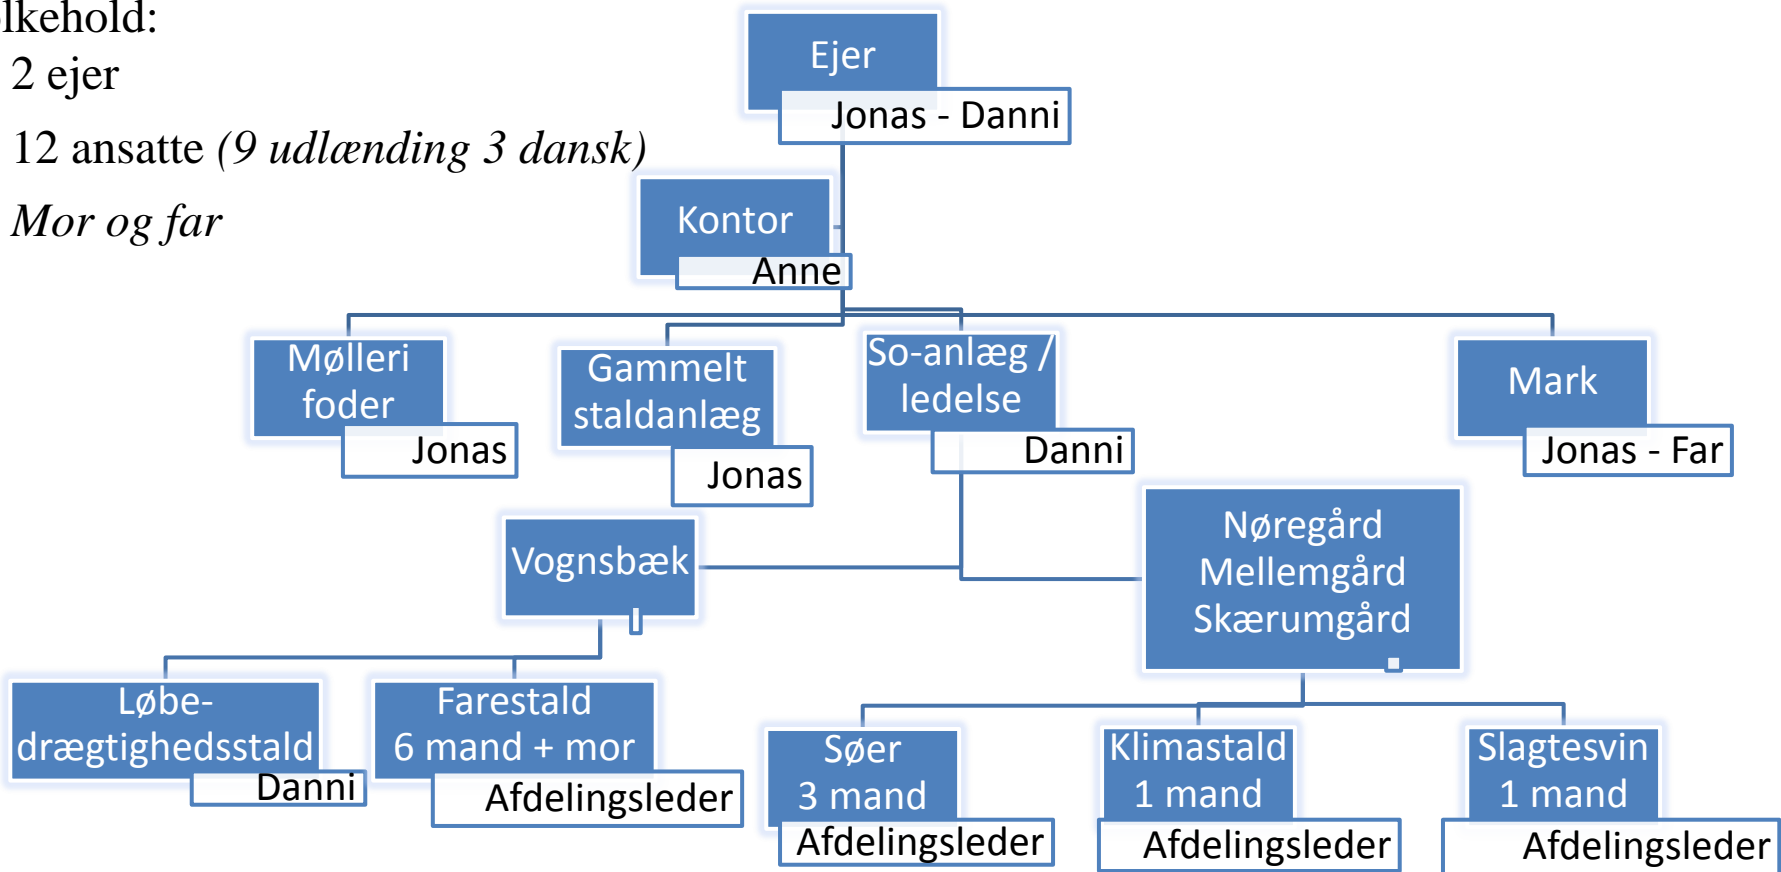 olkehold:
2 ejer
12 ansatte (9 udlænding 3 dansk)
Mor og far
Ejer
Jonas - Danni
Kontor
Anne
Mølleri
foder
Jonas
Gammelt
staldanlæg
Jonas
So-anlæg /
ledelse
Danni
Mark
Jonas - Far
Vognsbæk
Nøregård
Mellemgård
Skærumgård
Løbe-
drægtighedsstald
Danni
Farestald
6 mand + mor
Afdelingsleder
Søer
3 mand
Afdelingsleder
Klimastald
1 mand
Afdelingsleder
Slagtesvin
1 mand
Afdelingsleder